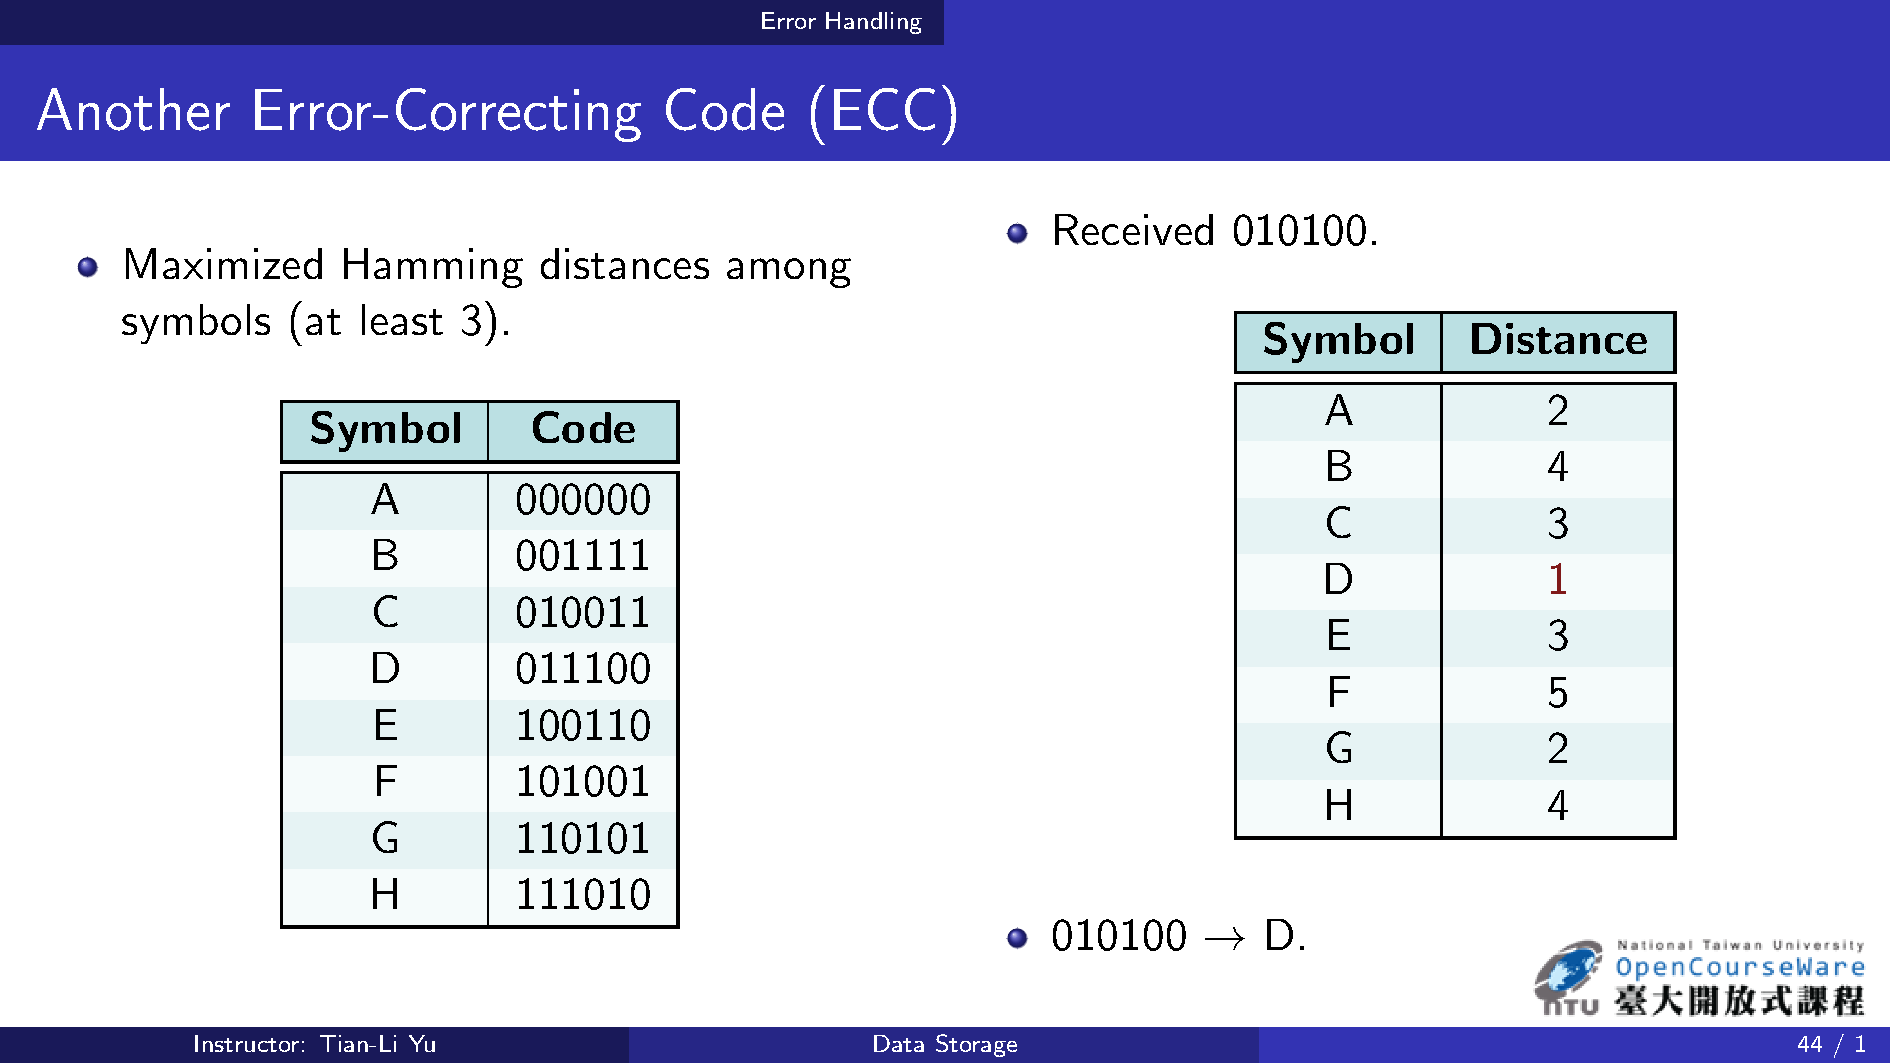 Error Handling
Another Error-Correcting Code (ECC)
Maximized Hamming distances among
symbols (at least 3).
Symbol Code
A 000000
B 001111
C 010011
D 011100
E 100110
F 101001
G 110101
H 111010
Received 010100.
Symbol Distance
A 2
B 4
C 3
D 1
E 3
F 5
G 2
H 4
010100 → D.
National Taiwan University
OpenCourseWare
NTU 臺大開放式課程
Instructor: Tian-Li Yu Data Storage 44 / 1